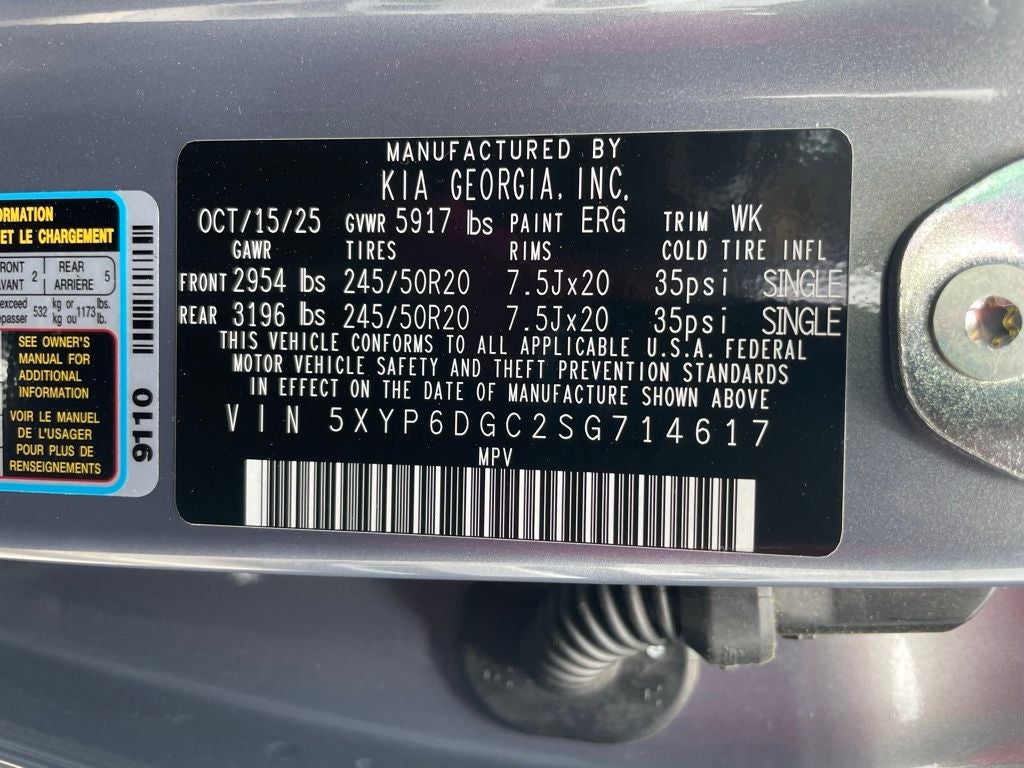 ORMATION
ET LE CHARGEMENT
FRONT
AVANT 2 REAR
ARRIÈRE 5
exceed
epasser 532 kg or
kg ou 1173 lbs.
lb.
SEE OWNER'S
MANUAL FOR
ADDITIONAL
INFORMATION
VOIR LE MANUEL
DE L'USAGER
POUR PLUS DE
RENSEIGNEMENTS
9110
MANUFACTURED BY
KIA GEORGIA, INC.
OCT/15/25 GVWR 5917 lbs PAINT ERG TRIM WK
GAWR TIRES RIMS COLD TIRE INFL
FRONT 2954 lbs 245/50R20 7.5Jx20 35psi SINGLE
REAR 3196 lbs 245/50R20 7.5Jx20 35psi SINGLE
THIS VEHICLE CONFORMS TO ALL APPLICABLE U.S.A. FEDERAL
MOTOR VEHICLE SAFETY AND THEFT PREVENTION STANDARDS
IN EFFECT ON THE DATE OF MANUFACTURE SHOWN ABOVE
VIN 5XYP6DGC2SG714617
MPV